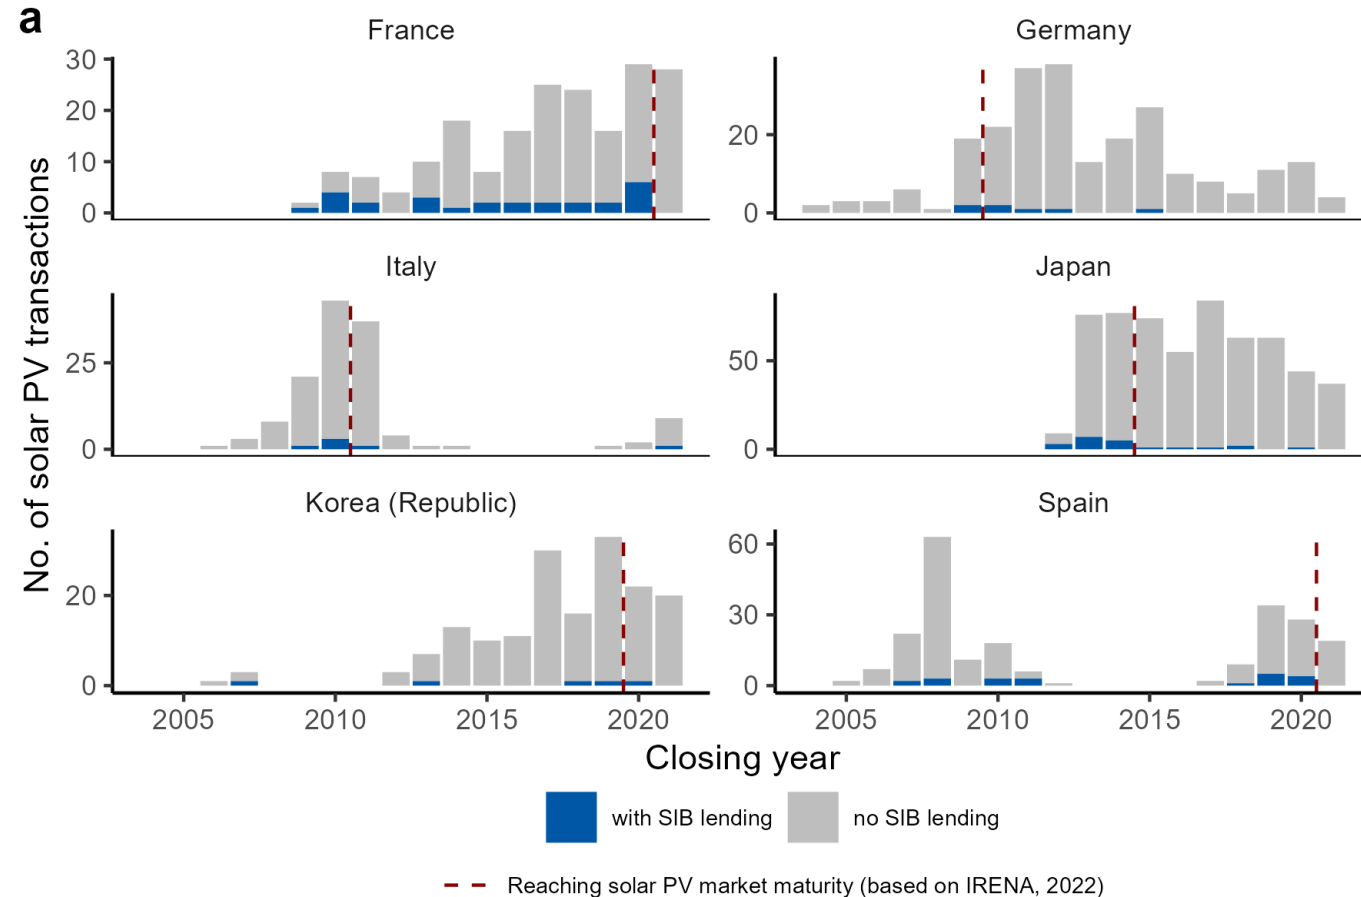 a
No. of solar PV transactions
France
30
20
10
0
Germany
20
0
Italy
25
0
Japan
50
0
Korea (Republic)
20
0
2005 2010 2015 2020
Spain
60
30
0
2005 2010 2015 2020
Closing year
with SIB lending no SIB lending
Reaching solar PV market maturity (based on IRENA, 2022)